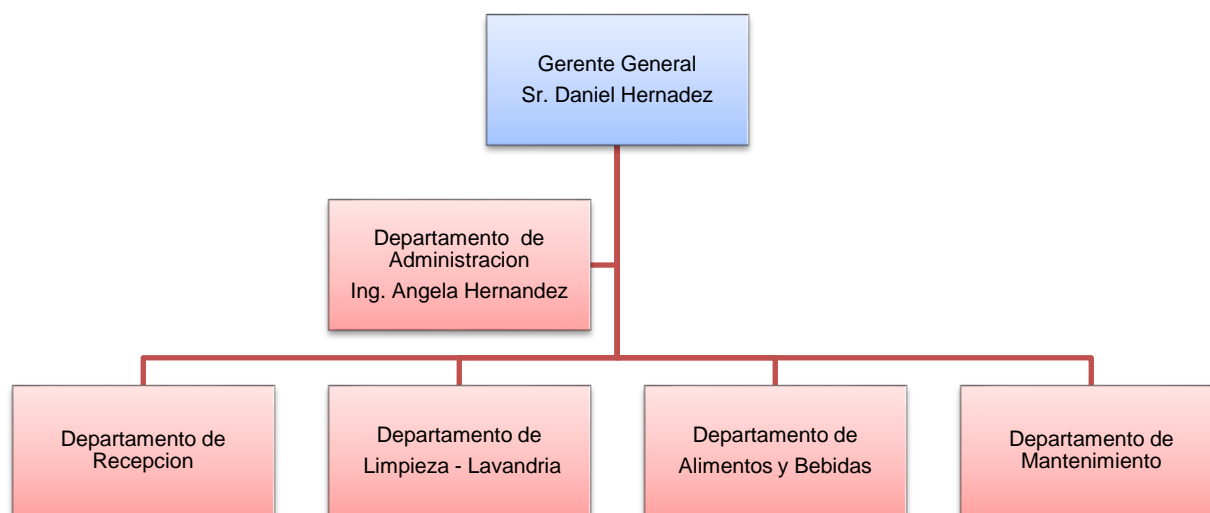 Gerente General
Sr. Daniel Hernadez
Departamento de
Administracion
Ing. Angela Hernandez
Departamento de
Recepcion
Departamento de
Limpieza - Lavandria
Departamento de
Alimentos y Bebidas
Departamento de
Mantenimiento